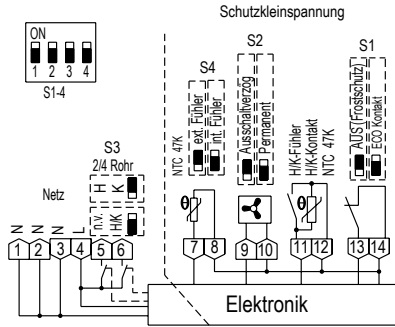 Schutzkleinspannung
ON
1 2 3 4
S1-4
S3
2/4 Rohr
H K
n.V. H/K
Netz
N N N L
1 2 3 4 5 6
S4
ext. Fühler
int. Fühler
NTC 47K
S2
Ausschaltverzog
Permanent
H/K-Fühler
H/K-Kontakt
NTC 47K
S1
AUS (Frostschutz)
ECO Kontakt
θ
θ
7 8 9 10 11 12 13 14
Elektronik